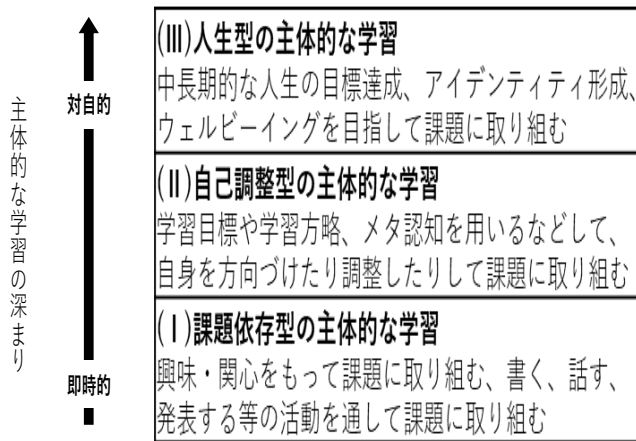 主体的な学習の深まり
対自的
即時的
(Ⅲ)人生型の主体的な学習
中長期的な人生の目標達成、アイデンティティ形成、
ウェルビーイングを目指して課題に取り組む
(Ⅱ)自己調整型の主体的な学習
学習目標や学習方略、メタ認知を用いるなどして、
自身を方向づけたり調整したりして課題に取り組む
(Ⅰ)課題依存型の主体的な学習
興味・関心をもって課題に取り組む、書く、話す、
発表する等の活動を通して課題に取り組む